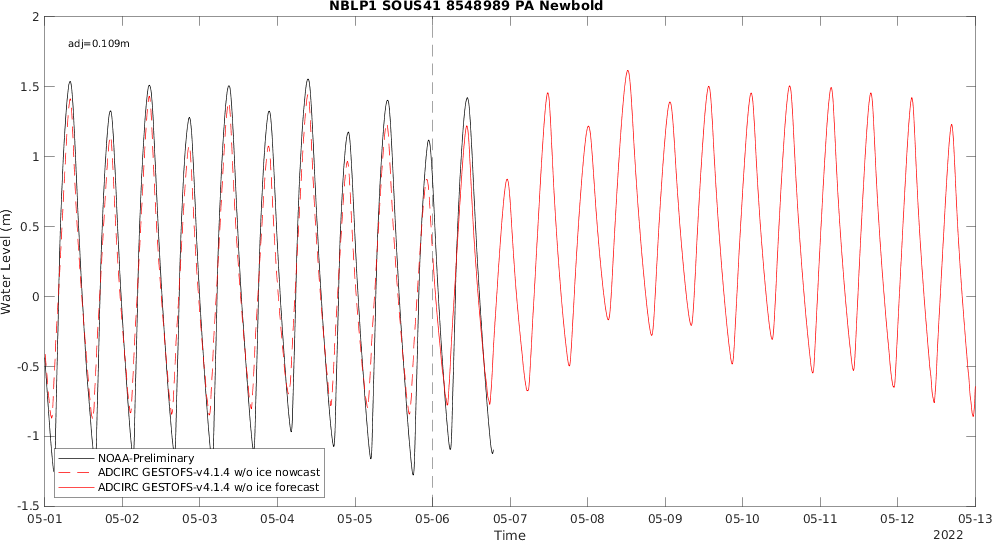 NBLP1 SOUS41 8548989 PA Newbold
adj=0.109m
2
1.5
1
0.5
0
-0.5
-1
-1.5
Water Level (m)
NOAA-Preliminary
ADCIRC GESTOFS-v4.1.4 w/o ice nowcast
ADCIRC GESTOFS-v4.1.4 w/o ice forecast
05-01 05-02 05-03 05-04 05-05 05-06 05-07 05-08 05-09 05-10 05-11 05-12 05-13
Time
2022